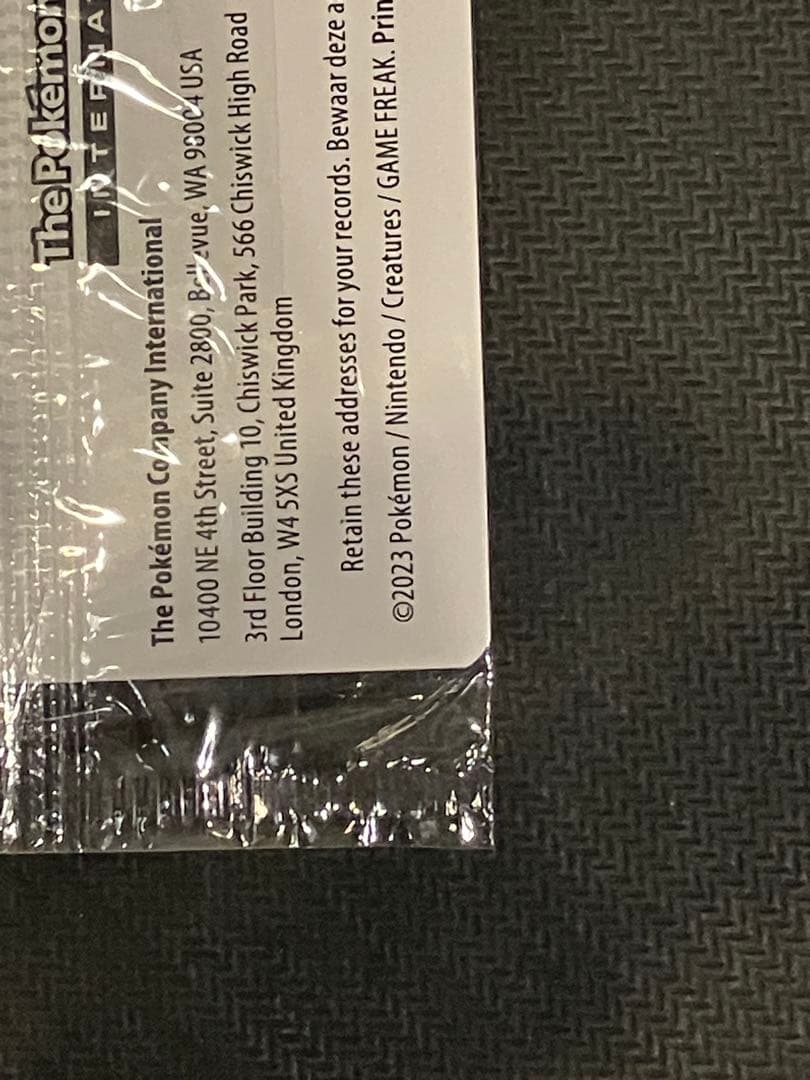 The Pokémon
INTERNA
The Pokémon Company International
10400 NE 4th Street, Suite 2800, Bellevue, WA 98004 USA
3rd Floor Building 10, Chiswick Park, 566 Chiswick High Road
London, W4 5XS United Kingdom
Retain these addresses for your records. Bewaar deze a
©2023 Pokémon / Nintendo / Creatures / GAME FREAK. Prin